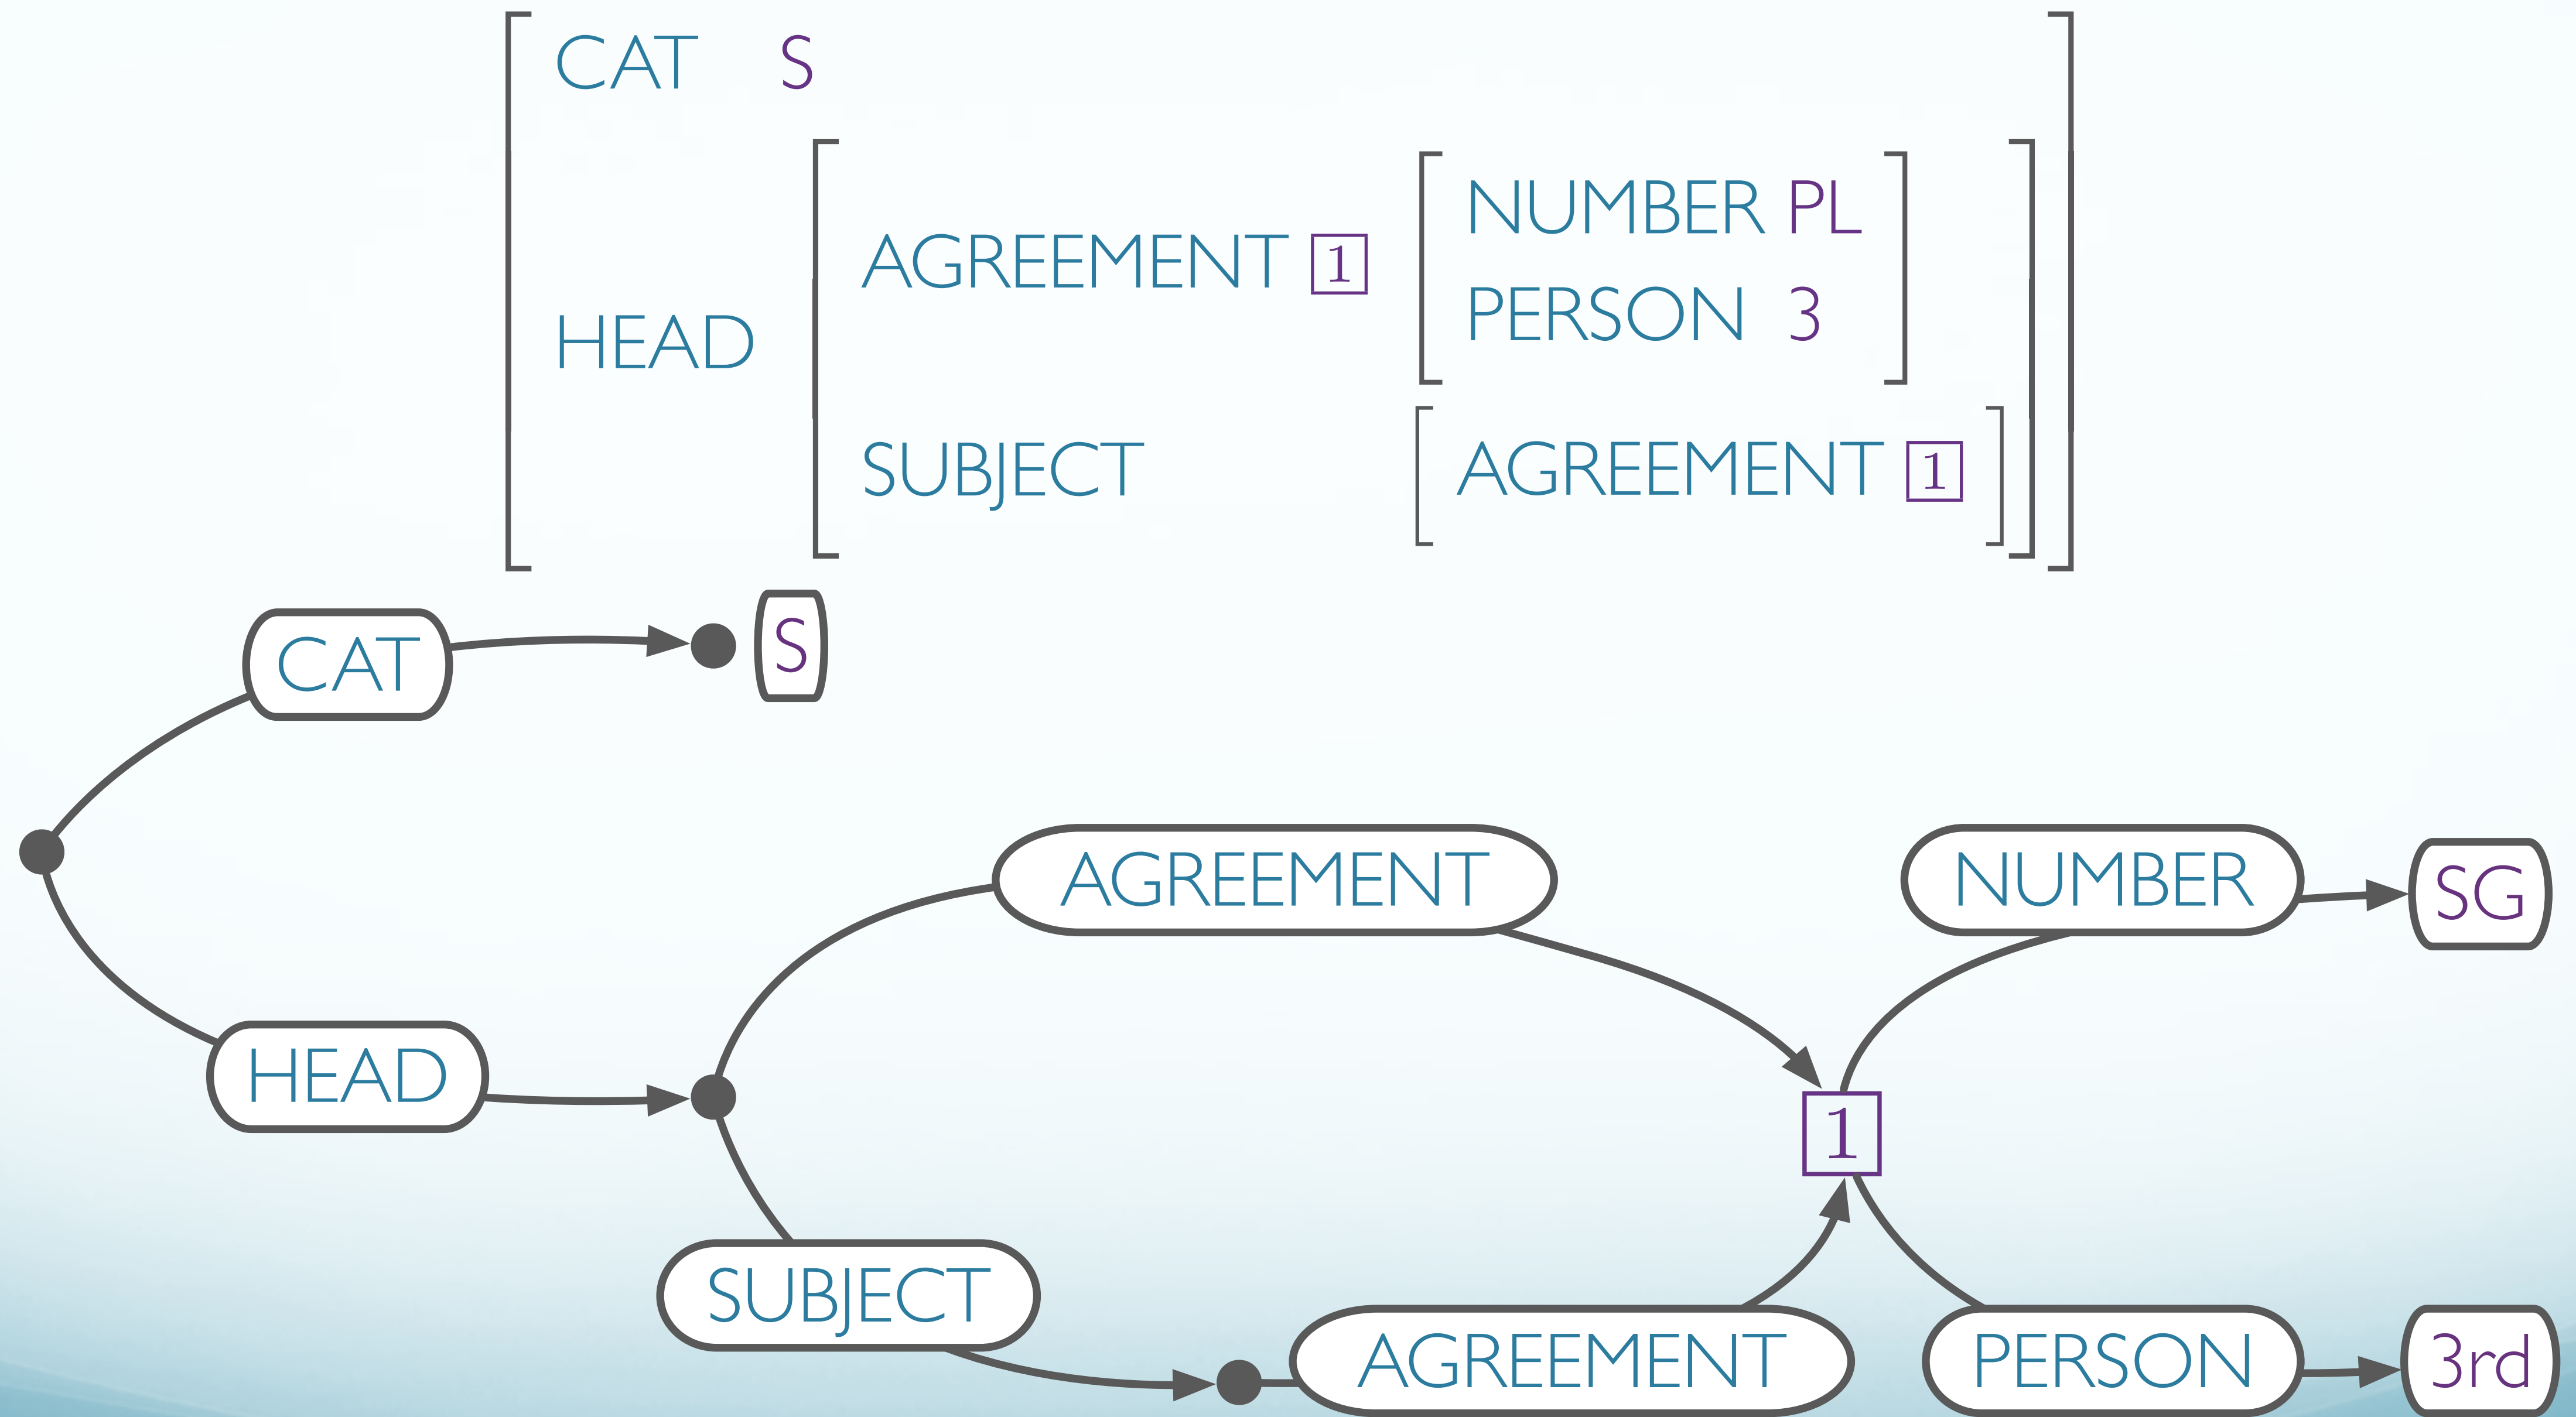 CAT S
NUMBER PL
AGREEMENT 1
PERSON 3
HEAD
SUBJECT AGREEMENT 1
CAT S
AGREEMENT NUMBER SG
HEAD
1
SUBJECT
AGREEMENT PERSON 3rd